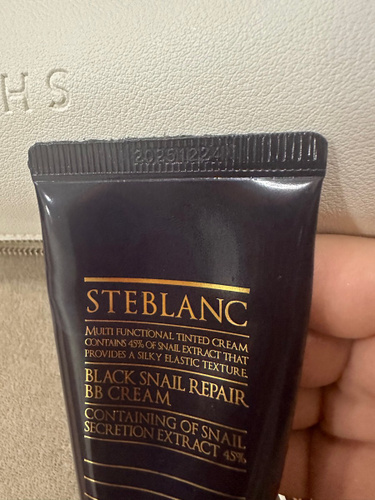 HS
STEBLANC
MULTI FUNCTIONAL TINTED CREAM
CONTAINS 45% OF SNAIL EXTRACT THAT
PROVIDES A SILKY ELASTIC TEXTURE.
BLACK SNAIL REPAIR
BB CREAM
CONTAINING OF SNAIL
SECRETION EXTRACT 45%